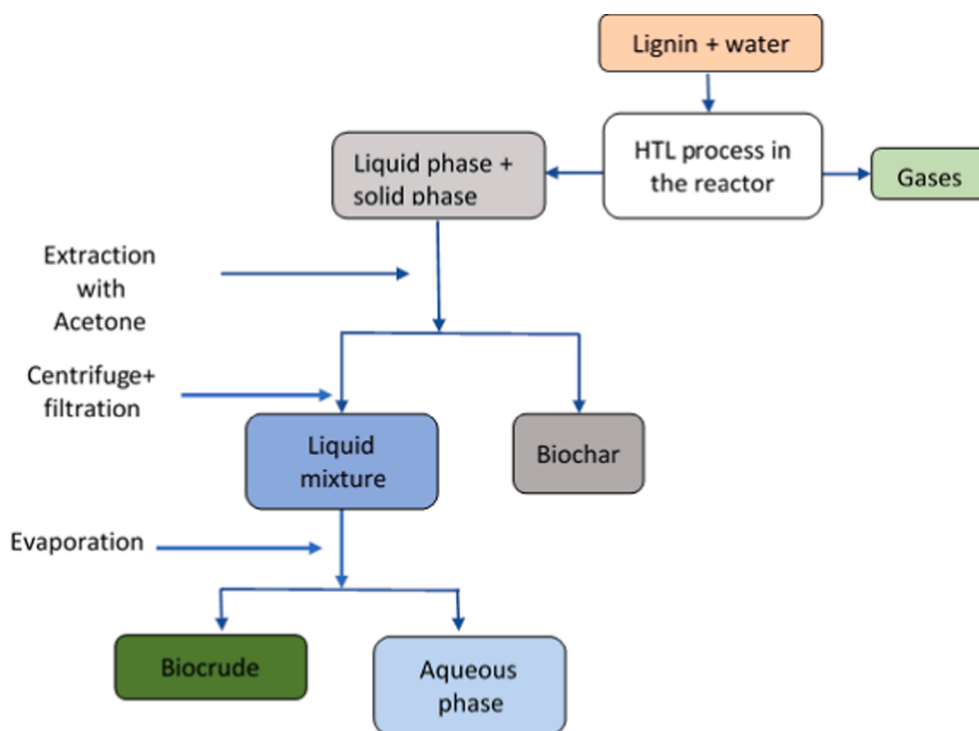 Lignin + water
HTL process in
the reactor
Gases
Liquid phase +
solid phase
Extraction
with
Acetone
Centrifuge+
filtration
Liquid
mixture
Biochar
Evaporation
Biocrude
Aqueous
phase